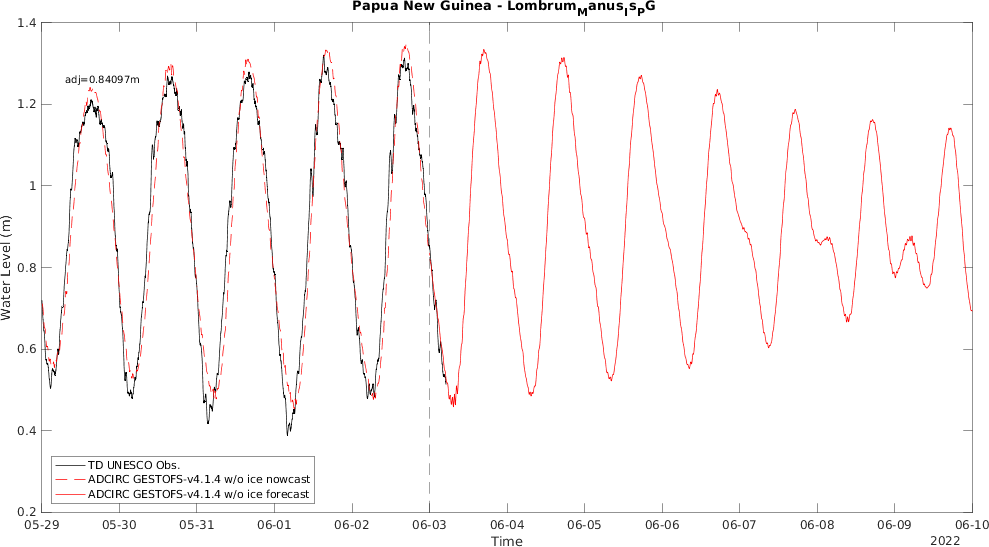 Papua New Guinea - Lombrum_Manus_Is_PG
1.4
adj=0.84097m
1.2
1
0.8
0.6
0.4
0.2
Water Level (m)
TD UNESCO Obs.
ADCIRC GESTOFS-v4.1.4 w/o ice nowcast
ADCIRC GESTOFS-v4.1.4 w/o ice forecast
05-29 05-30 05-31 06-01 06-02 06-03 06-04 06-05 06-06 06-07 06-08 06-09 06-10
Time
2022